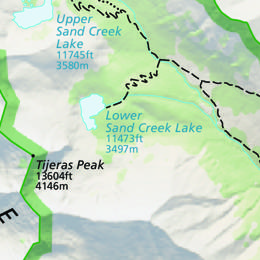 Upper
Sand Creek
Lake
11745ft
3580m
Lower
Sand Creek Lake
11473ft
3497m
Tijeras Peak
13604ft
4146m
E